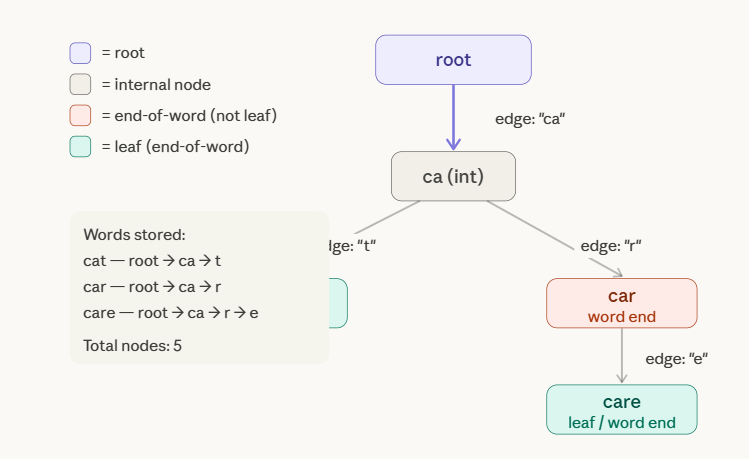 = root
= internal node
= end-of-word (not leaf)
= leaf (end-of-word)
root
edge: "ca"
ca (int)
dge: "t"
edge: "r"
Words stored:
cat — root → ca → t
car — root → ca → r
care — root → ca → r → e
Total nodes: 5
car
word end
edge: "e"
care
leaf / word end